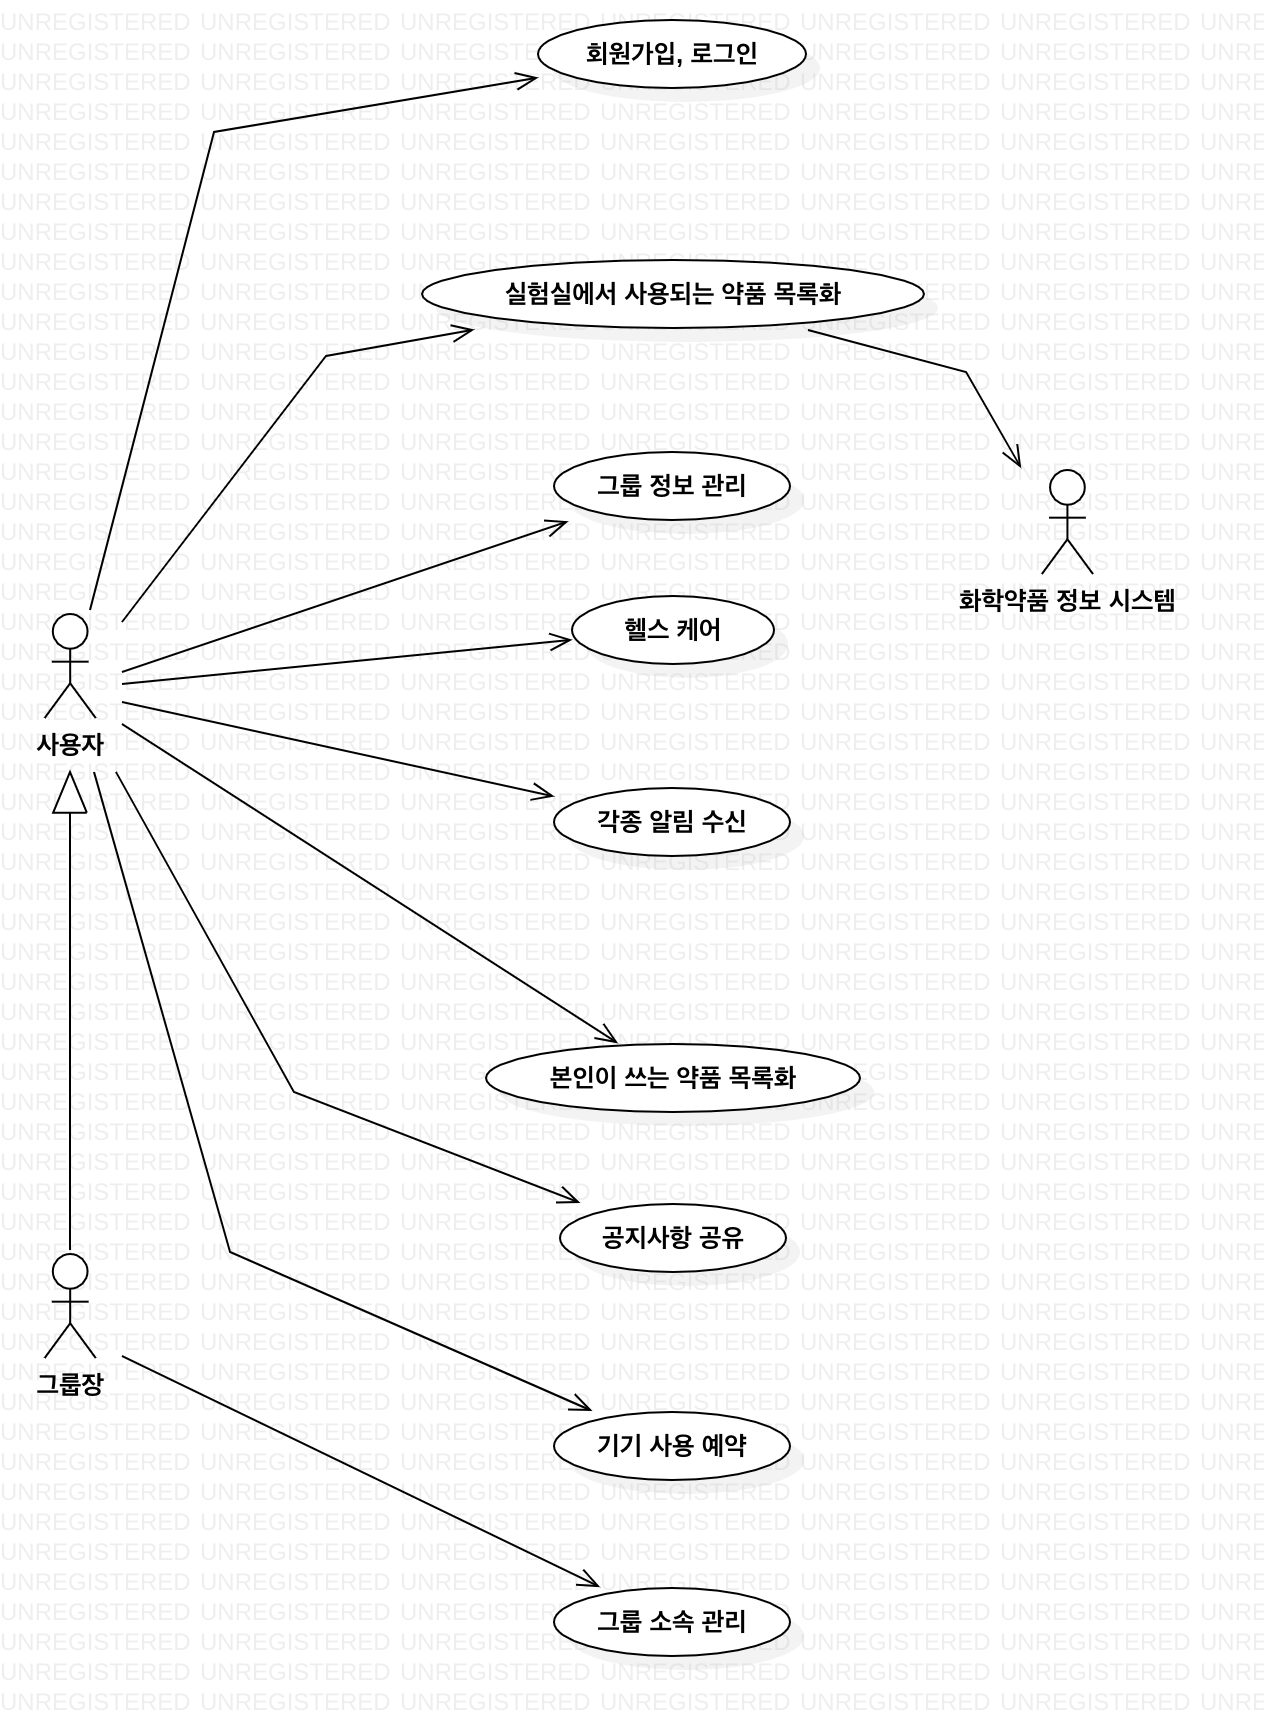 회원가입, 로그인
실험실에서 사용되는 약품 목록화
그룹 정보 관리
화학약품 정보 시스템
헬스 케어
사용자
각종 알림 수신
본인이 쓰는 약품 목록화
공지사항 공유
그룹장
기기 사용 예약
그룹 소속 관리
UNREGISTERED